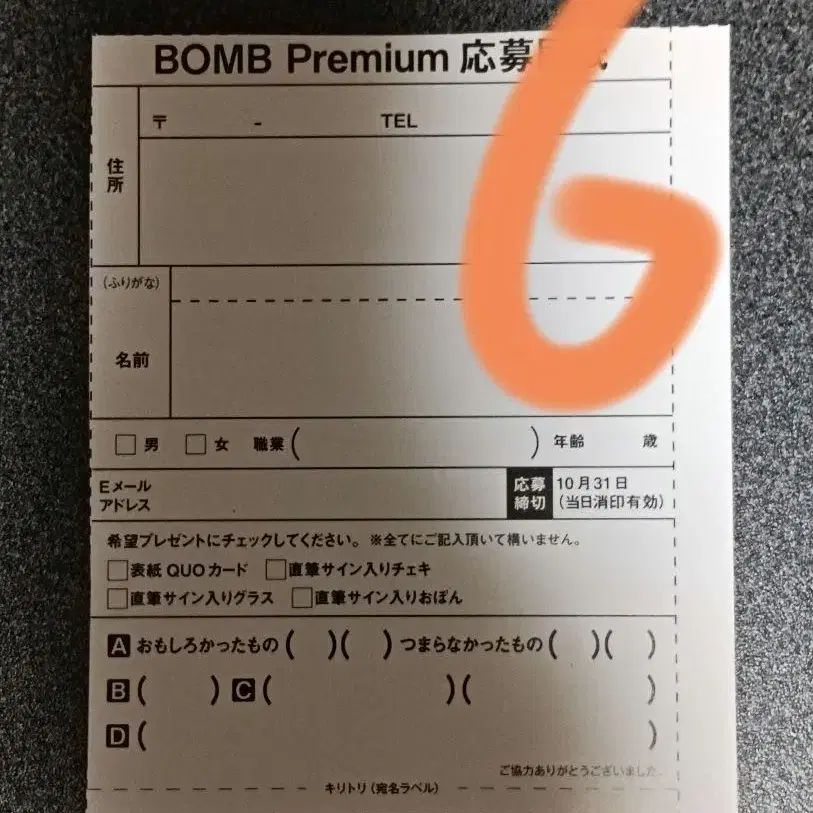 BOMB Premium 応募
6
〒 - TEL
住所
(ふりがな)
名前
□男 □女 職業( ) 年齢 歳
Eメール
アドレス
応募
締切
10月31日
(当日消印有効)
希望プレゼントにチェックしてください。※全てにご記入頂いて構いません。
□表紙QUOカード □直筆サイン入りチェキ
□直筆サイン入りグラス □直筆サイン入りおぼん
A おもしろかったもの( )( ) つまらなかったもの( )( )
B( ) C( )( )
D( )
ご協力ありがとうございました。
キリトリ(宛名ラベル)